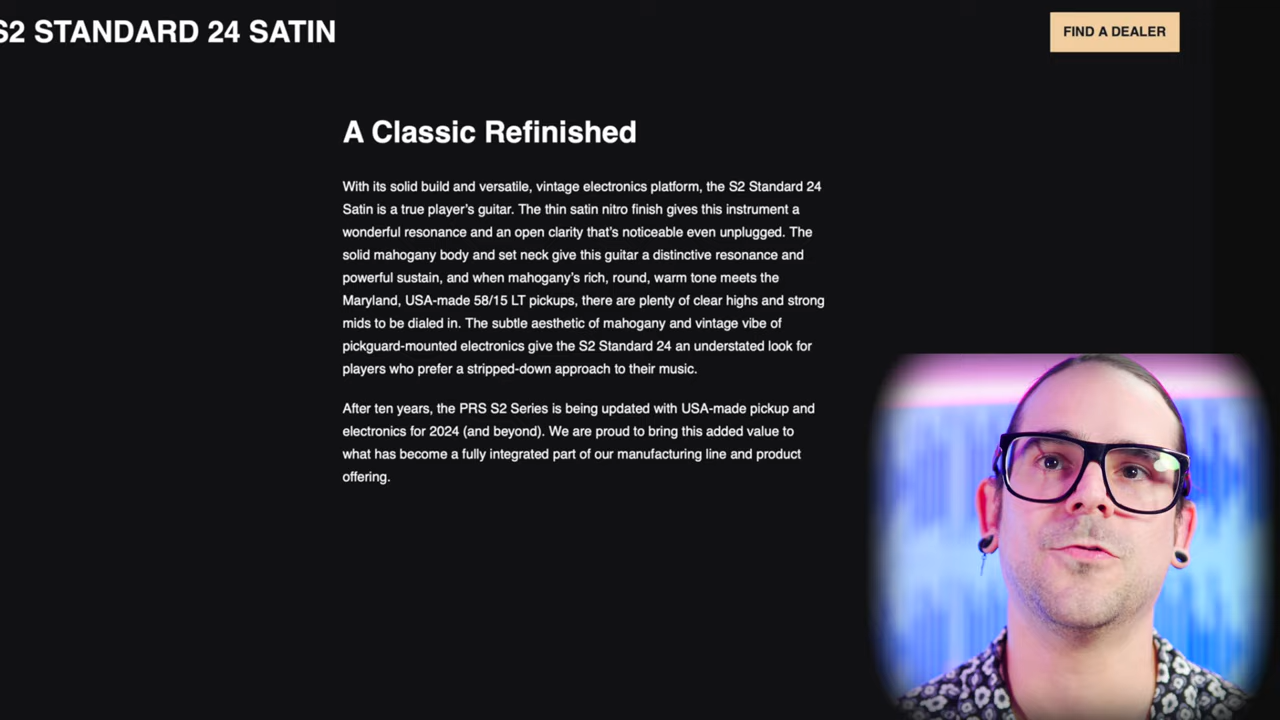 S2 STANDARD 24 SATIN
FIND A DEALER
A Classic Refinished
With its solid build and versatile, vintage electronics platform, the S2 Standard 24
Satin is a true player's guitar. The thin satin nitro finish gives this instrument a
wonderful resonance and an open clarity that's noticeable even unplugged. The
solid mahogany body and set neck give this guitar a distinctive resonance and
powerful sustain, and when mahogany's rich, round, warm tone meets the
Maryland, USA-made 58/15 LT pickups, there are plenty of clear highs and strong
mids to be dialed in. The subtle aesthetic of mahogany and vintage vibe of
pickguard-mounted electronics give the S2 Standard 24 an understated look for
players who prefer a stripped-down approach to their music.
After ten years, the PRS S2 Series is being updated with USA-made pickup and
electronics for 2024 (and beyond). We are proud to bring this added value to
what has become a fully integrated part of our manufacturing line and product
offering.